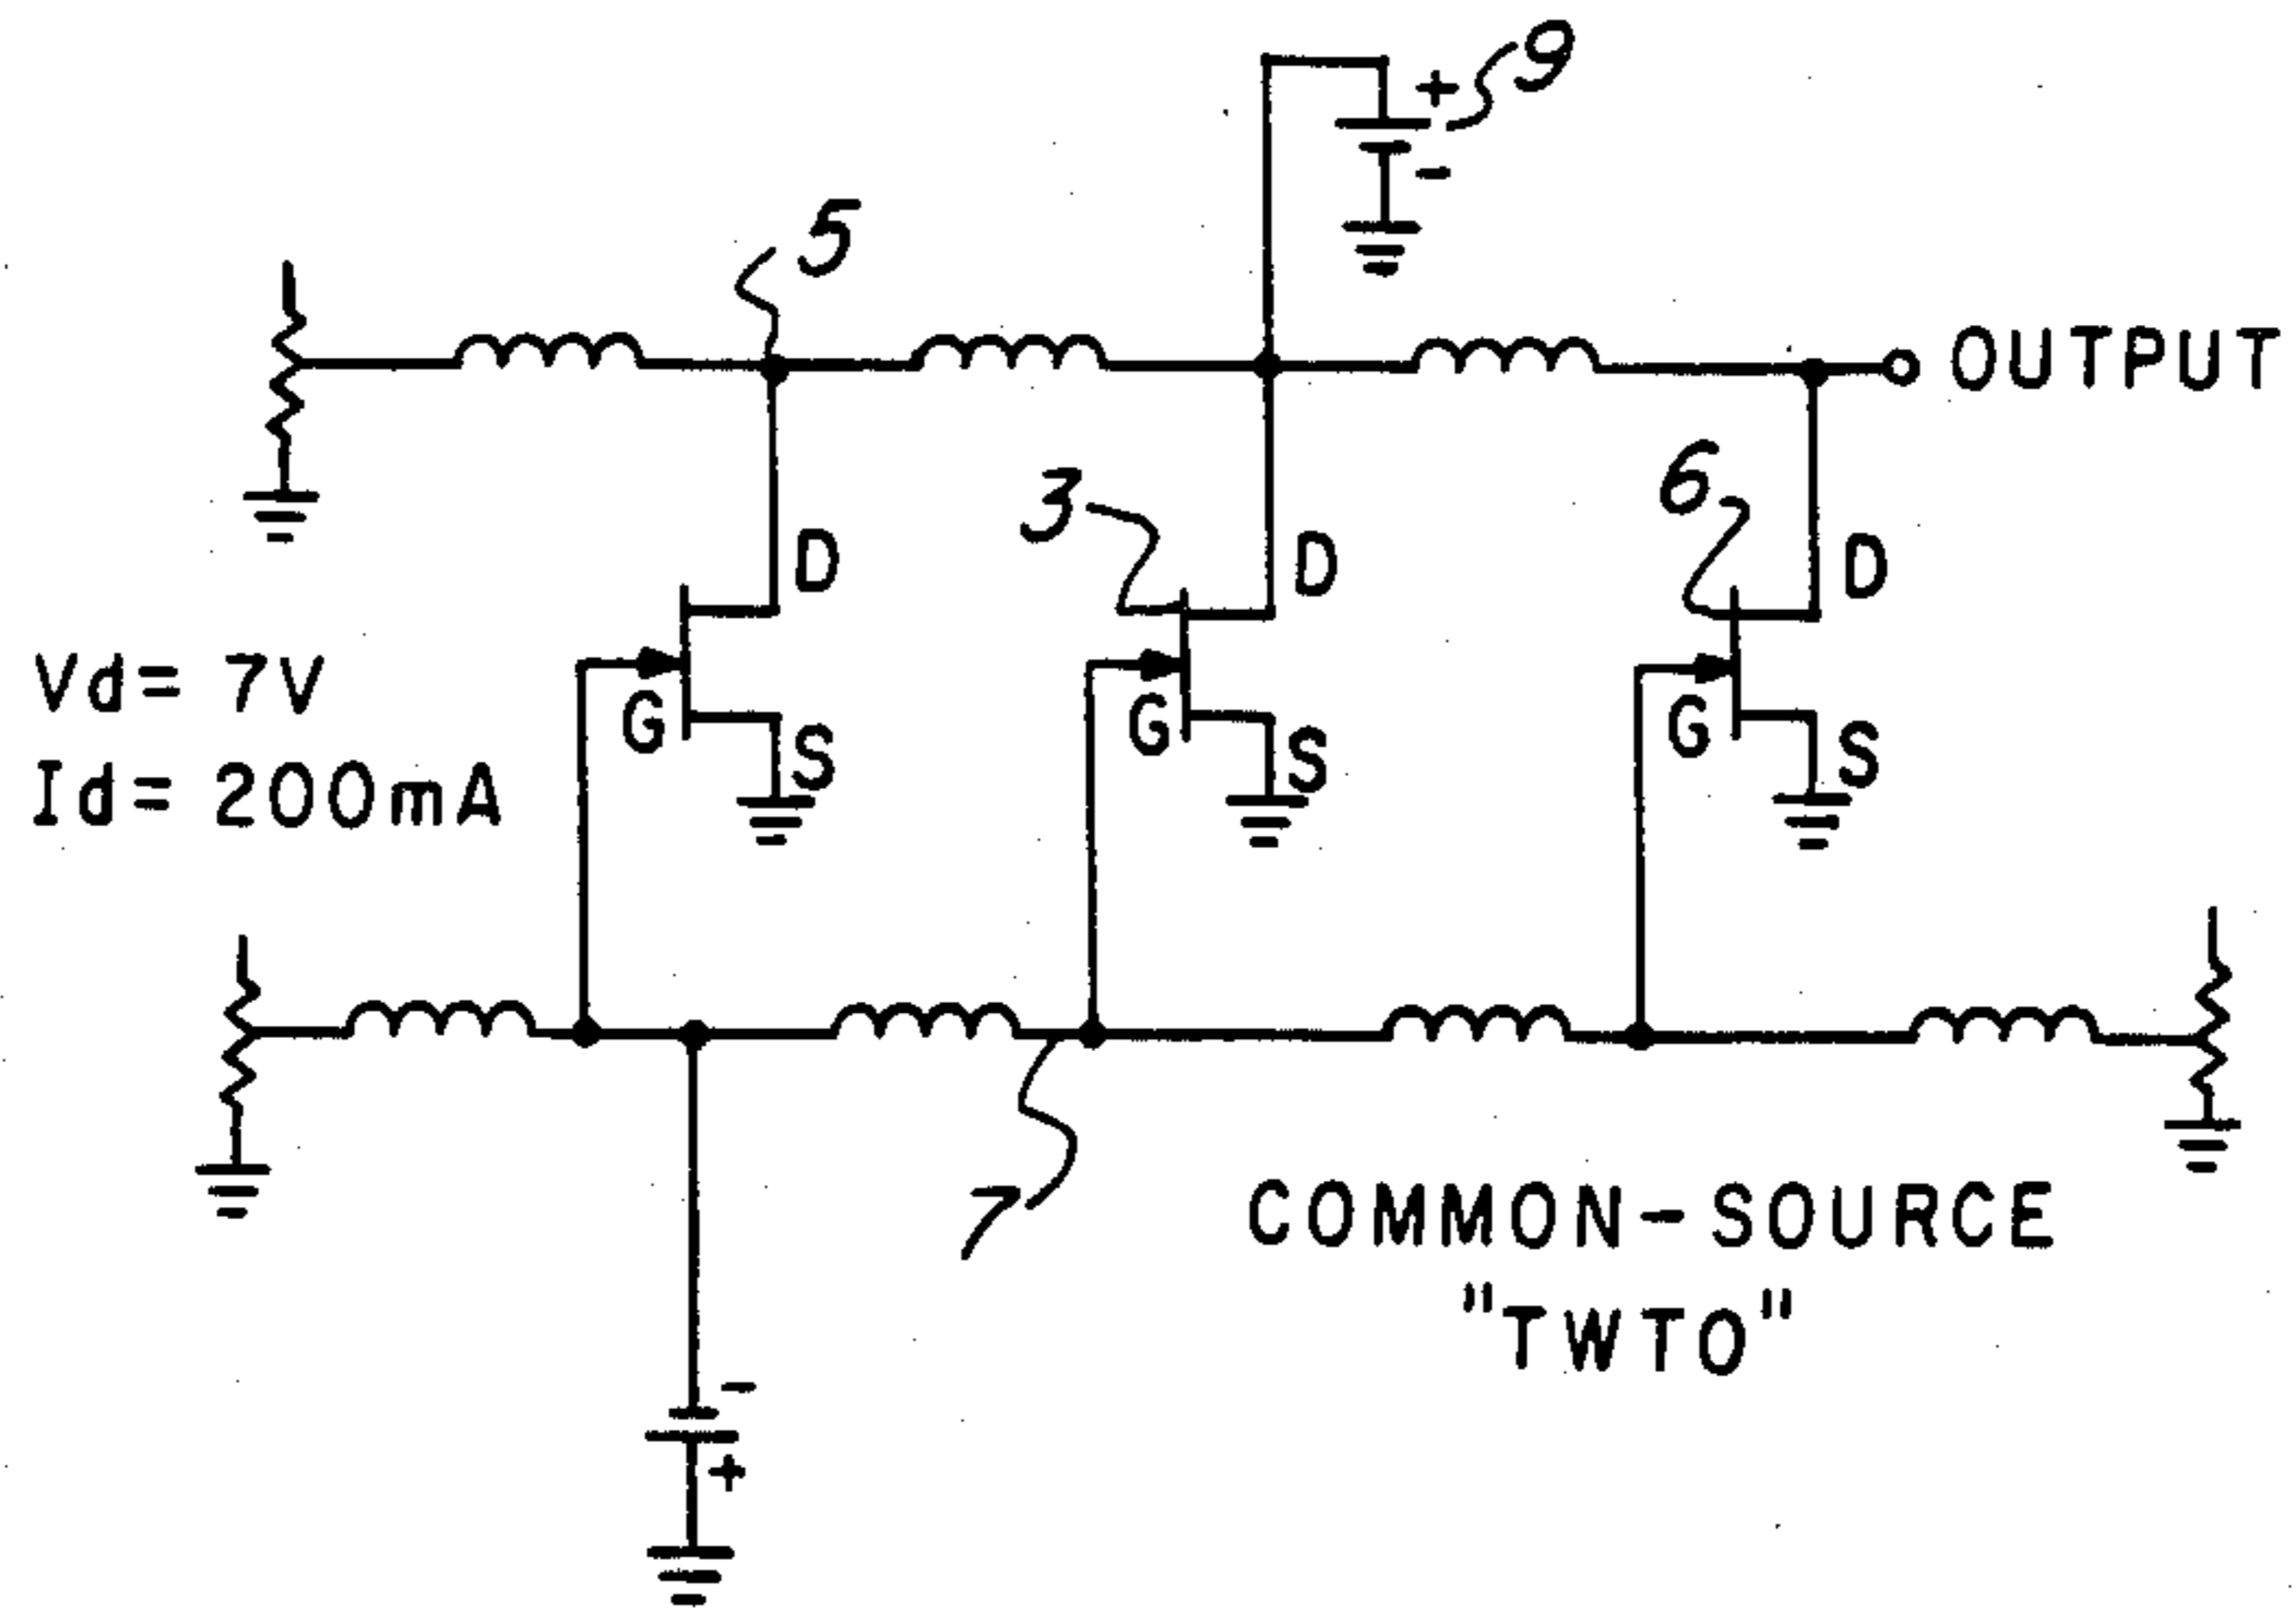 + 9
-
5
OUTPUT
3 D 6 D D
Vd= 7V
G S G S G S
Id= 200mA
7
COMMON-SOURCE
"TWTO"
-
+